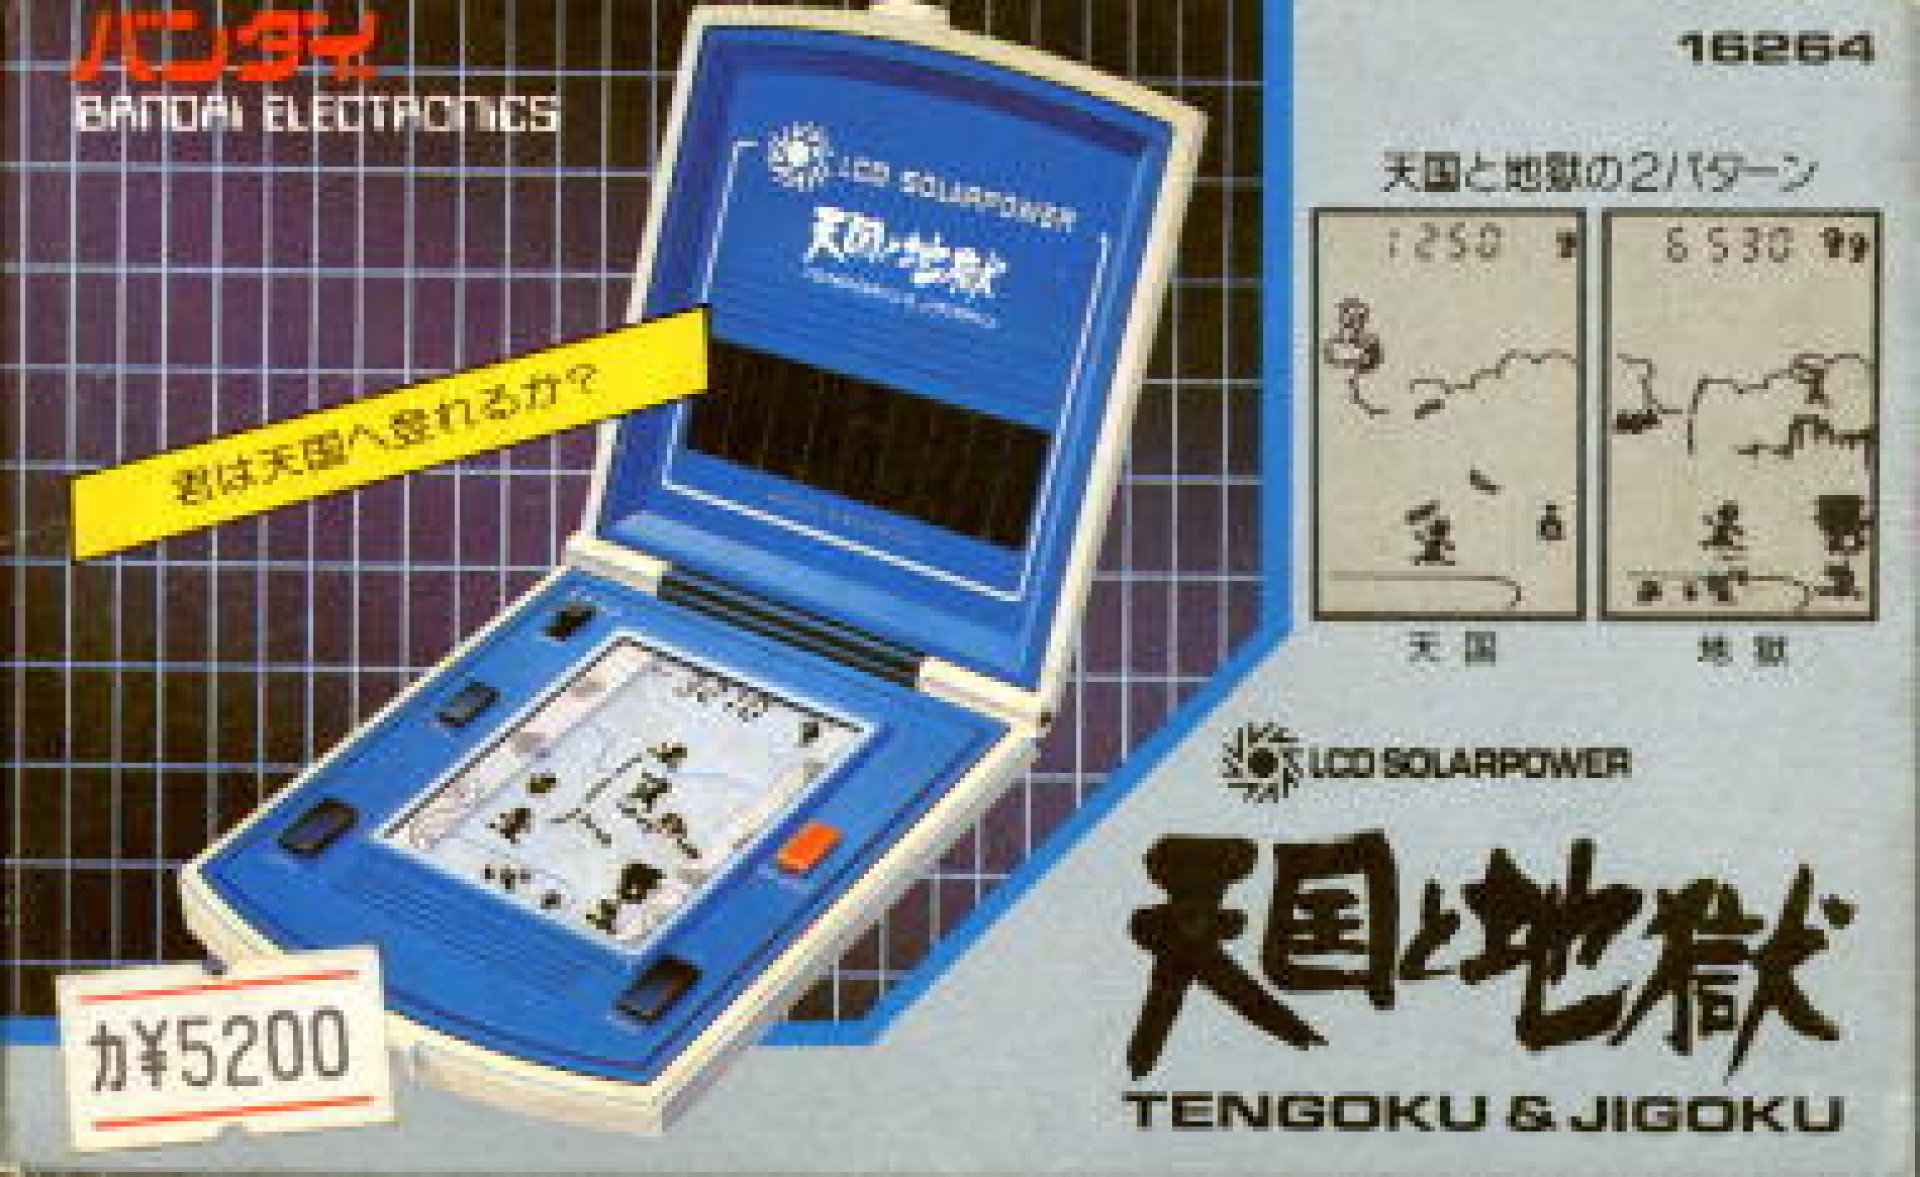 バンダイ
BANDAI ELECTRONICS
16264
天国と地獄の2パターン
1250
6530
天国
地獄
LCD SOLARPOWER
天国と地獄
君は天国へ登れるか?
LCD SOLARPOWER
天国と地獄
TENGOKU & JIGOKU
カ¥5200